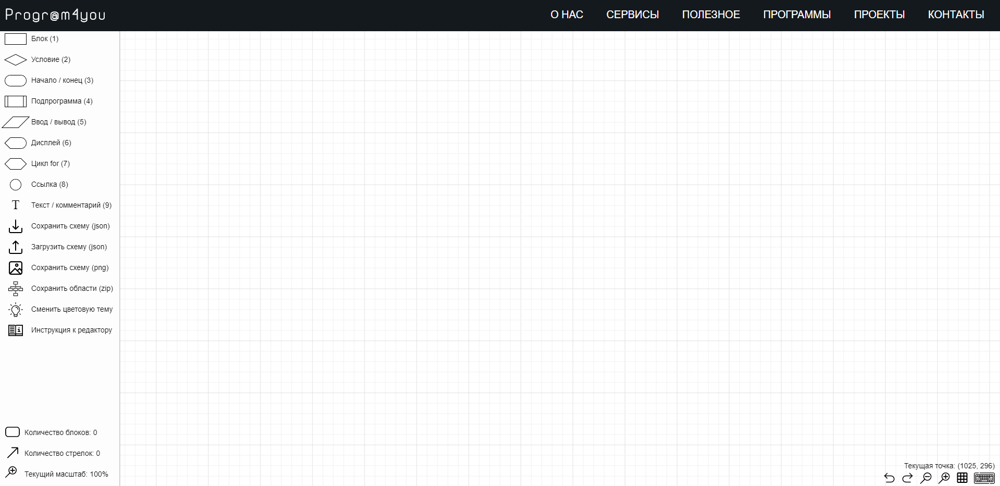 Progr@m4you
О НАС СЕРВИСЫ ПОЛЕЗНОЕ ПРОГРАММЫ ПРОЕКТЫ КОНТАКТЫ
Блок (1)
Условие (2)
Начало / конец (3)
Подпрограмма (4)
Ввод / вывод (5)
Дисплей (6)
Цикл for (7)
Ссылка (8)
T Текст / комментарий (9)
Сохранить схему (json)
Загрузить схему (json)
Сохранить схему (png)
Сохранить области (zip)
Сменить цветовую тему
Инструкция к редактору
Количество блоков: 0
Количество стрелок: 0
Текущий масштаб: 100%
Текущая точка: (1025, 296)